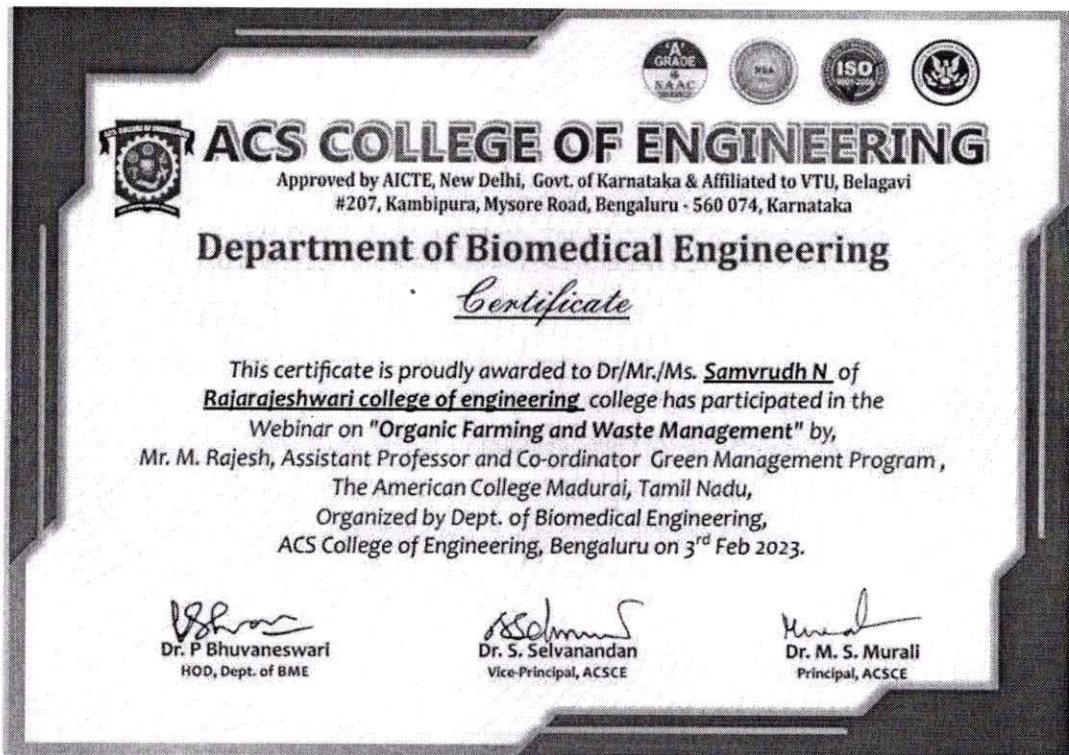 'A'
GRADE
NAAC
NBA
ISO
ACS COLLEGE OF ENGINEERING
Approved by AICTE, New Delhi, Govt. of Karnataka & Affiliated to VTU, Belagavi
#207, Kambipura, Mysore Road, Bengaluru - 560 074, Karnataka
Department of Biomedical Engineering
Certificate
This certificate is proudly awarded to Dr/Mr./Ms. Samvrudh N of
Rajarajeshwari college of engineering college has participated in the
Webinar on "Organic Farming and Waste Management" by,
Mr. M. Rajesh, Assistant Professor and Co-ordinator Green Management Program ,
The American College Madurai, Tamil Nadu,
Organized by Dept. of Biomedical Engineering,
ACS College of Engineering, Bengaluru on 3rd Feb 2023.
Dr. P Bhuvaneswari
HOD, Dept. of BME
Dr. S. Selvanandan
Vice-Principal, ACSCE
Dr. M. S. Murali
Principal, ACSCE